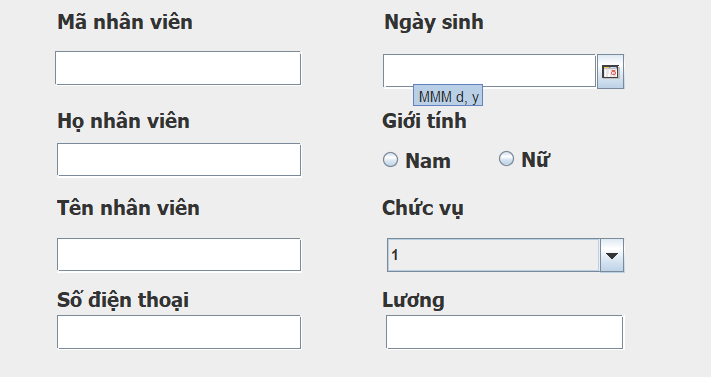 Mã nhân viên
Ngày sinh
MMM d, y
Họ nhân viên
Giới tính
Nam
Nữ
Tên nhân viên
Chức vụ
1
Số điện thoại
Lương